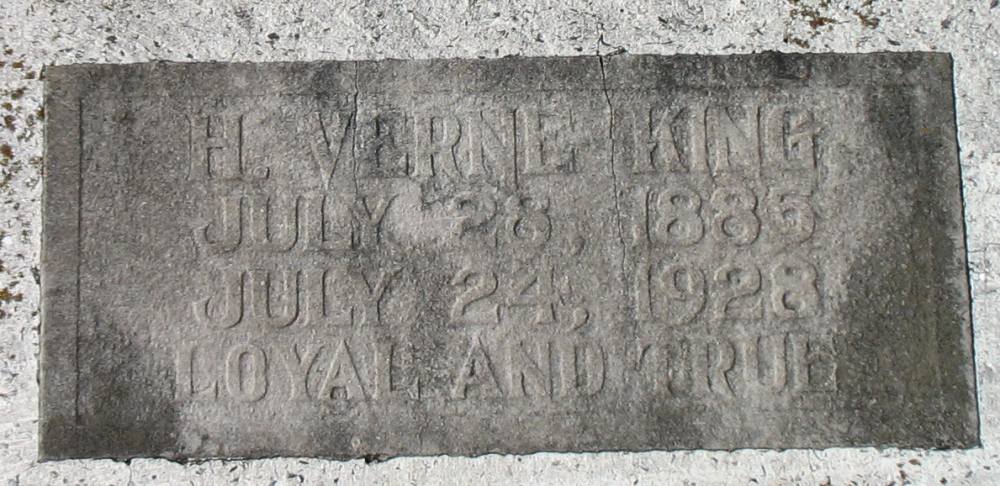 H. VERNE KING
JULY 28, 1885
JULY 24, 1928
LOYAL AND TRUE